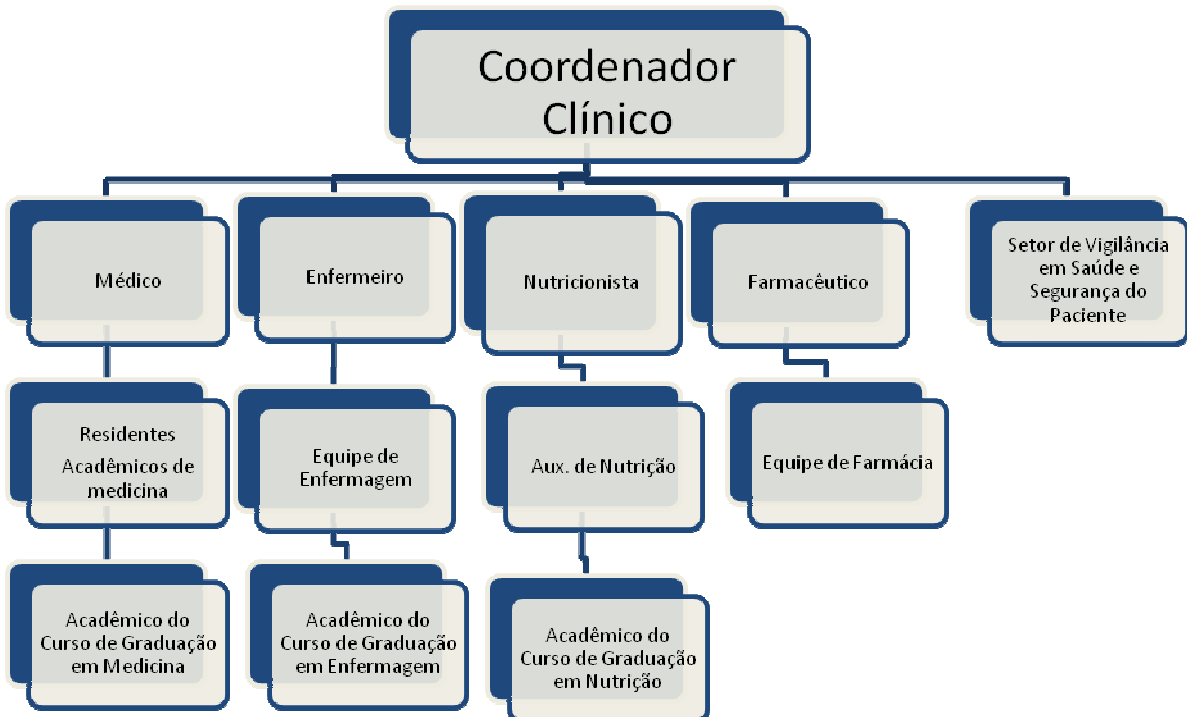 Coordenador
Clínico
Médico
Enfermeiro
Nutricionista
Farmacêutico
Setor de Vigilância
em Saúde e
Segurança do
Paciente
Residentes
Acadêmicos de
medicina
Equipe de
Enfermagem
Aux. de Nutrição
Equipe de Farmácia
Acadêmico do
Curso de Graduação
em Medicina
Acadêmico do
Curso de Graduação
em Enfermagem
Acadêmico do
Curso de Graduação
em Nutrição